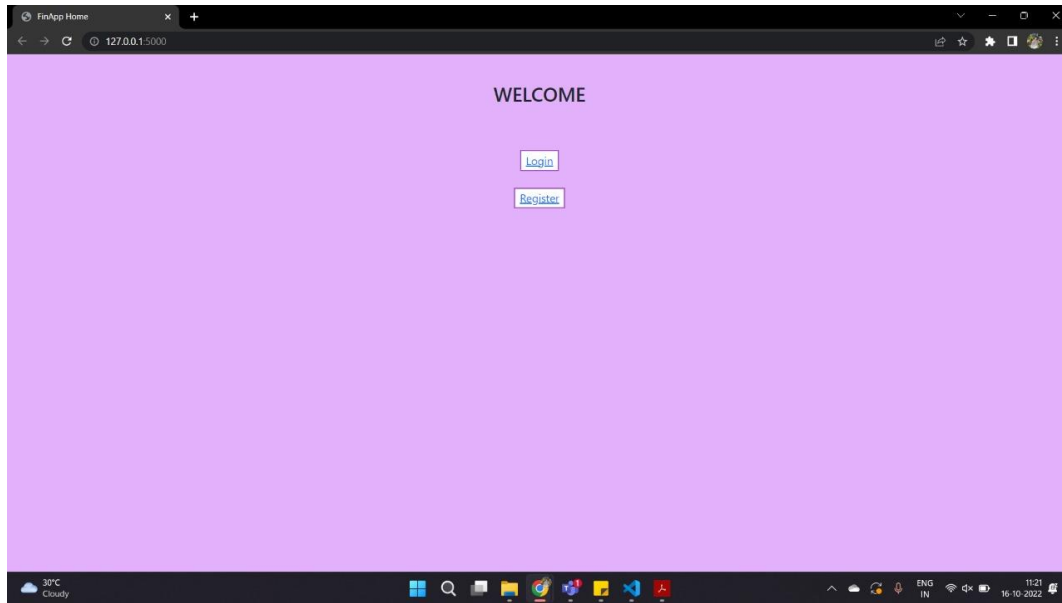 FinApp Home
127.0.0.1:5000
WELCOME
Login
Register
30°C
Cloudy
ENG
IN
11:21
16-10-2022